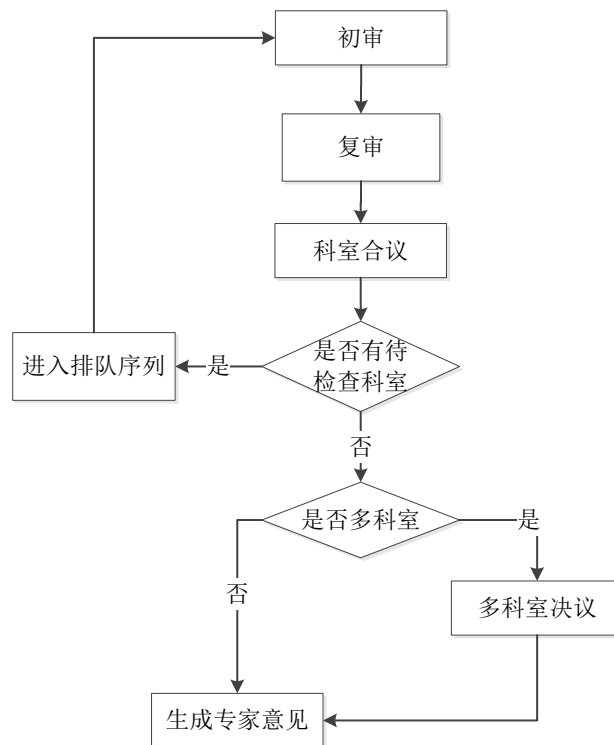 初审
复审
科室合议
是否有待
检查科室
是
进入排队序列
否
是否多科室
是
否
多科室决议
生成专家意见